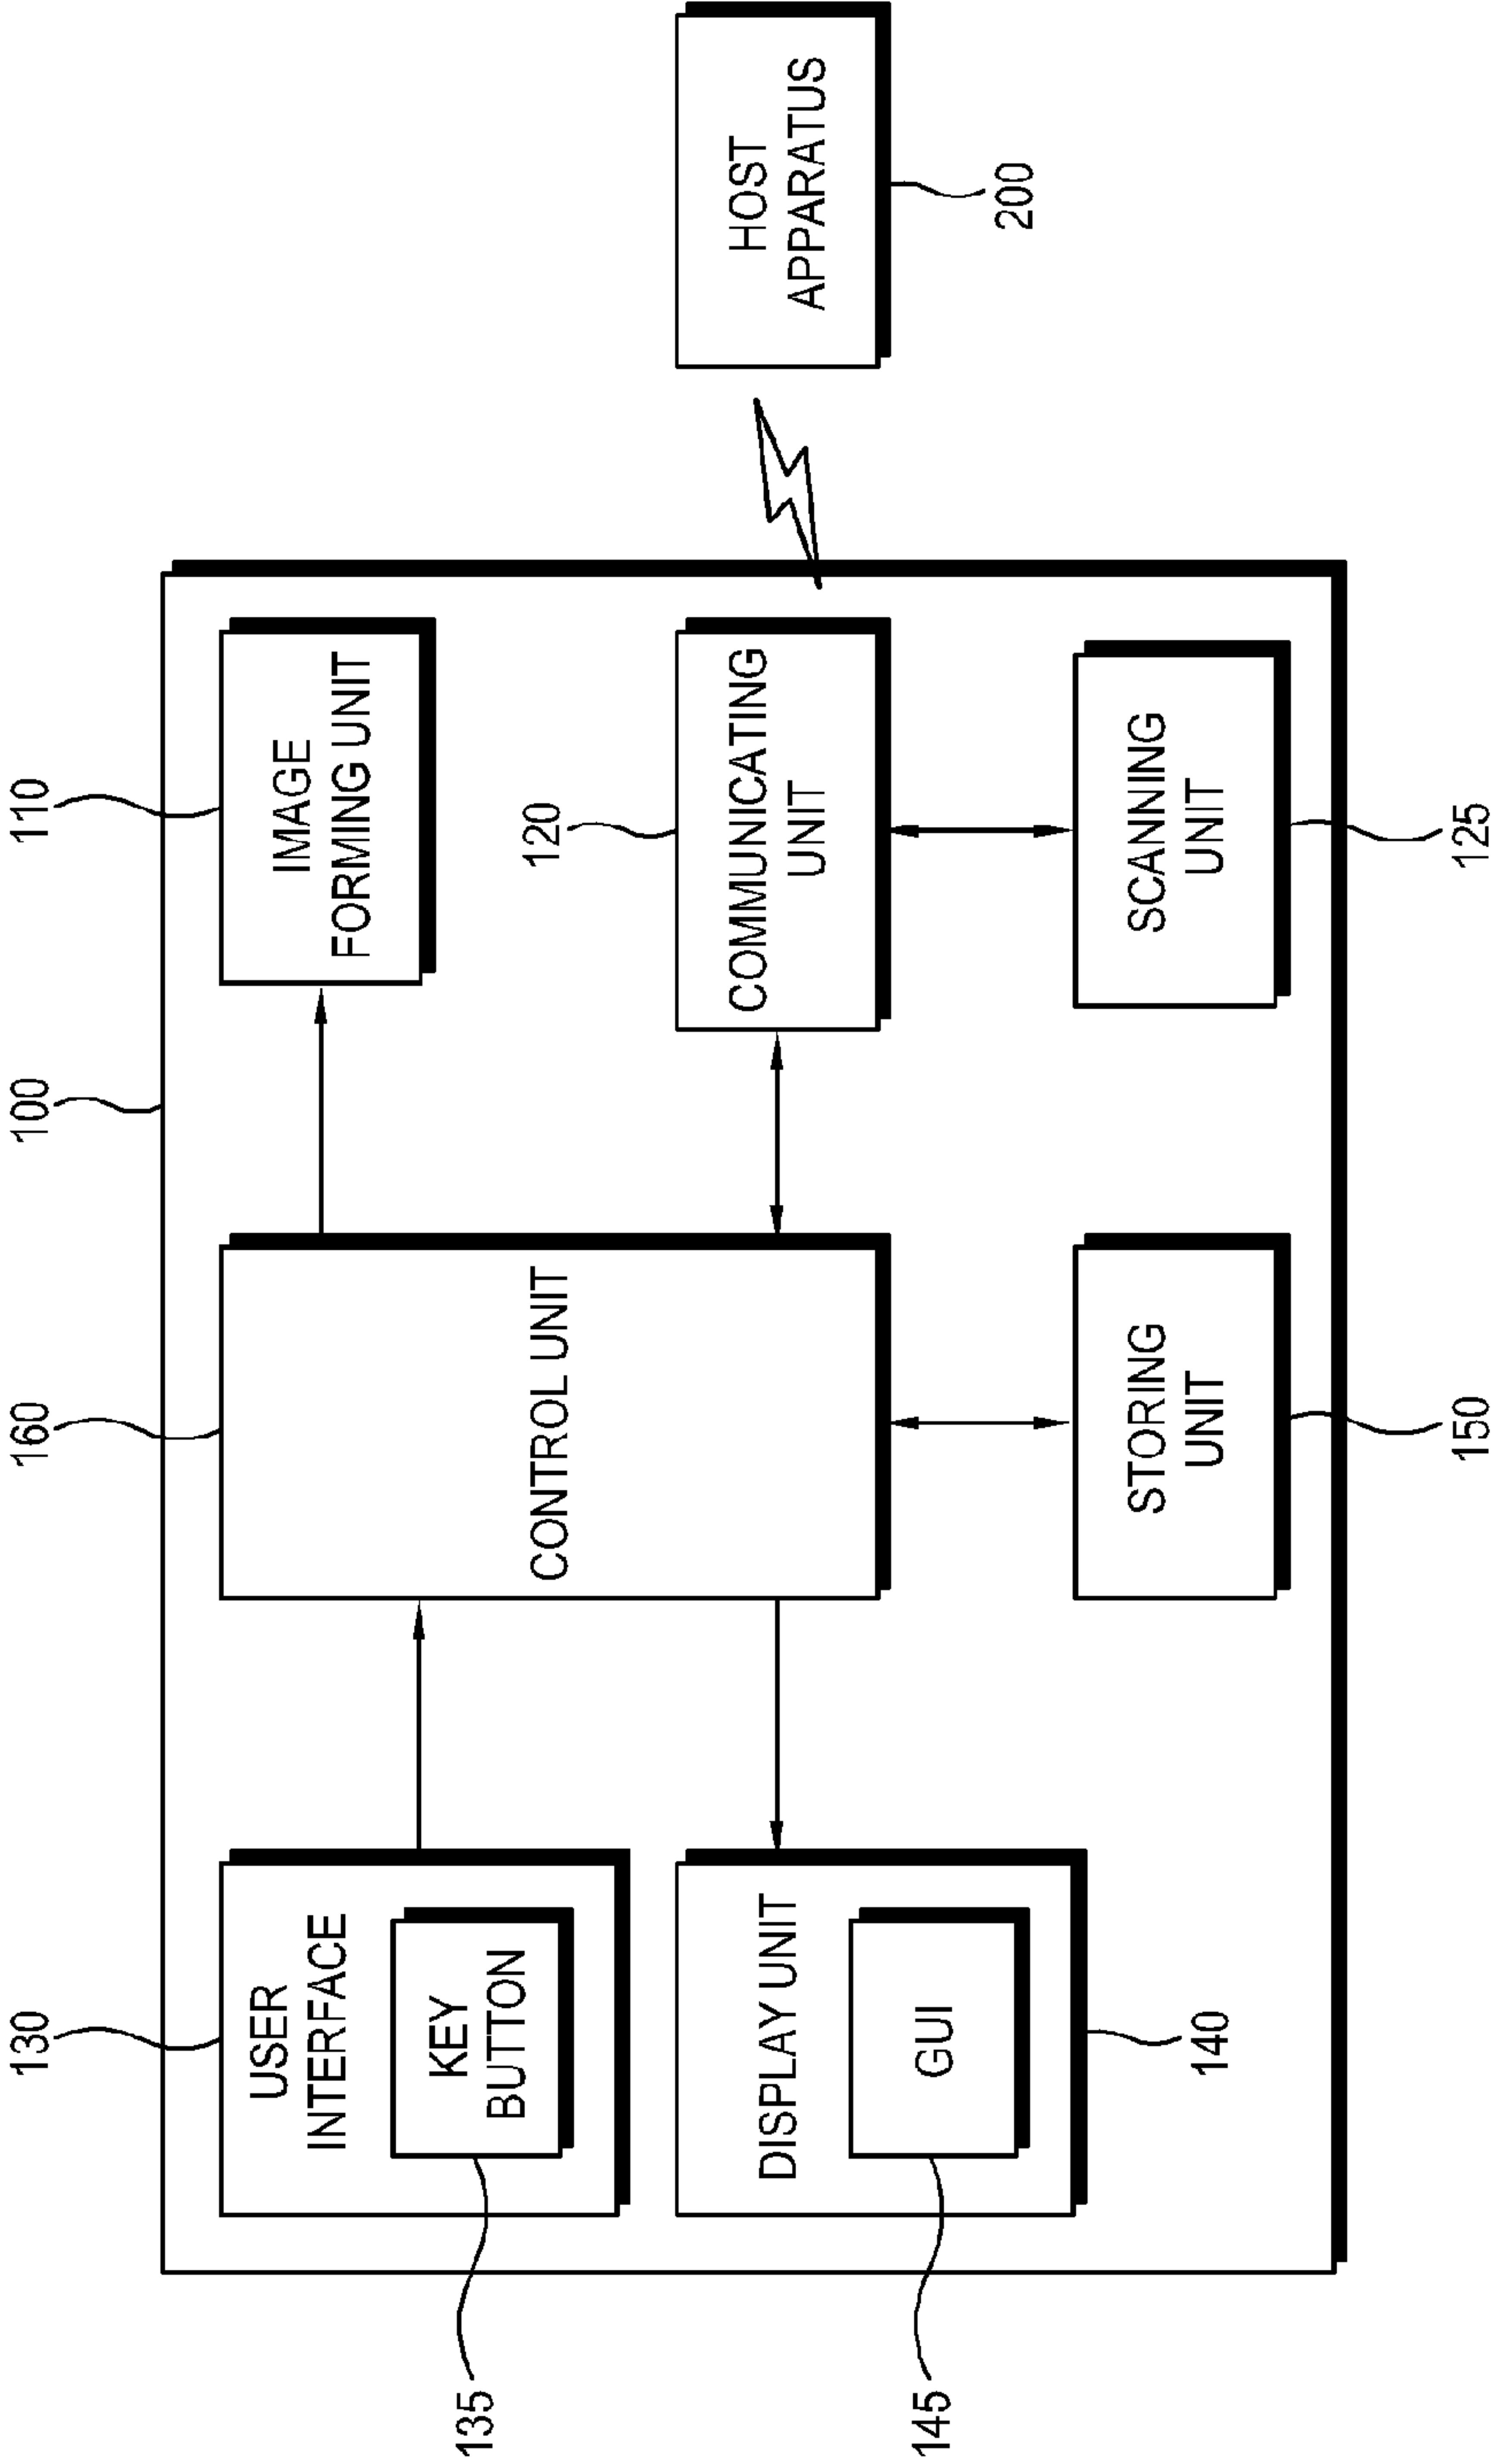 100
130
160
110
USER
INTERFACE
135
KEY
BUTTON
CONTROL UNIT
IMAGE
FORMING UNIT
120
COMMUNICATING
UNIT
HOST
APPARATUS
200
DISPLAY UNIT
145
GUI
140
STORING
UNIT
150
SCANNING
UNIT
125